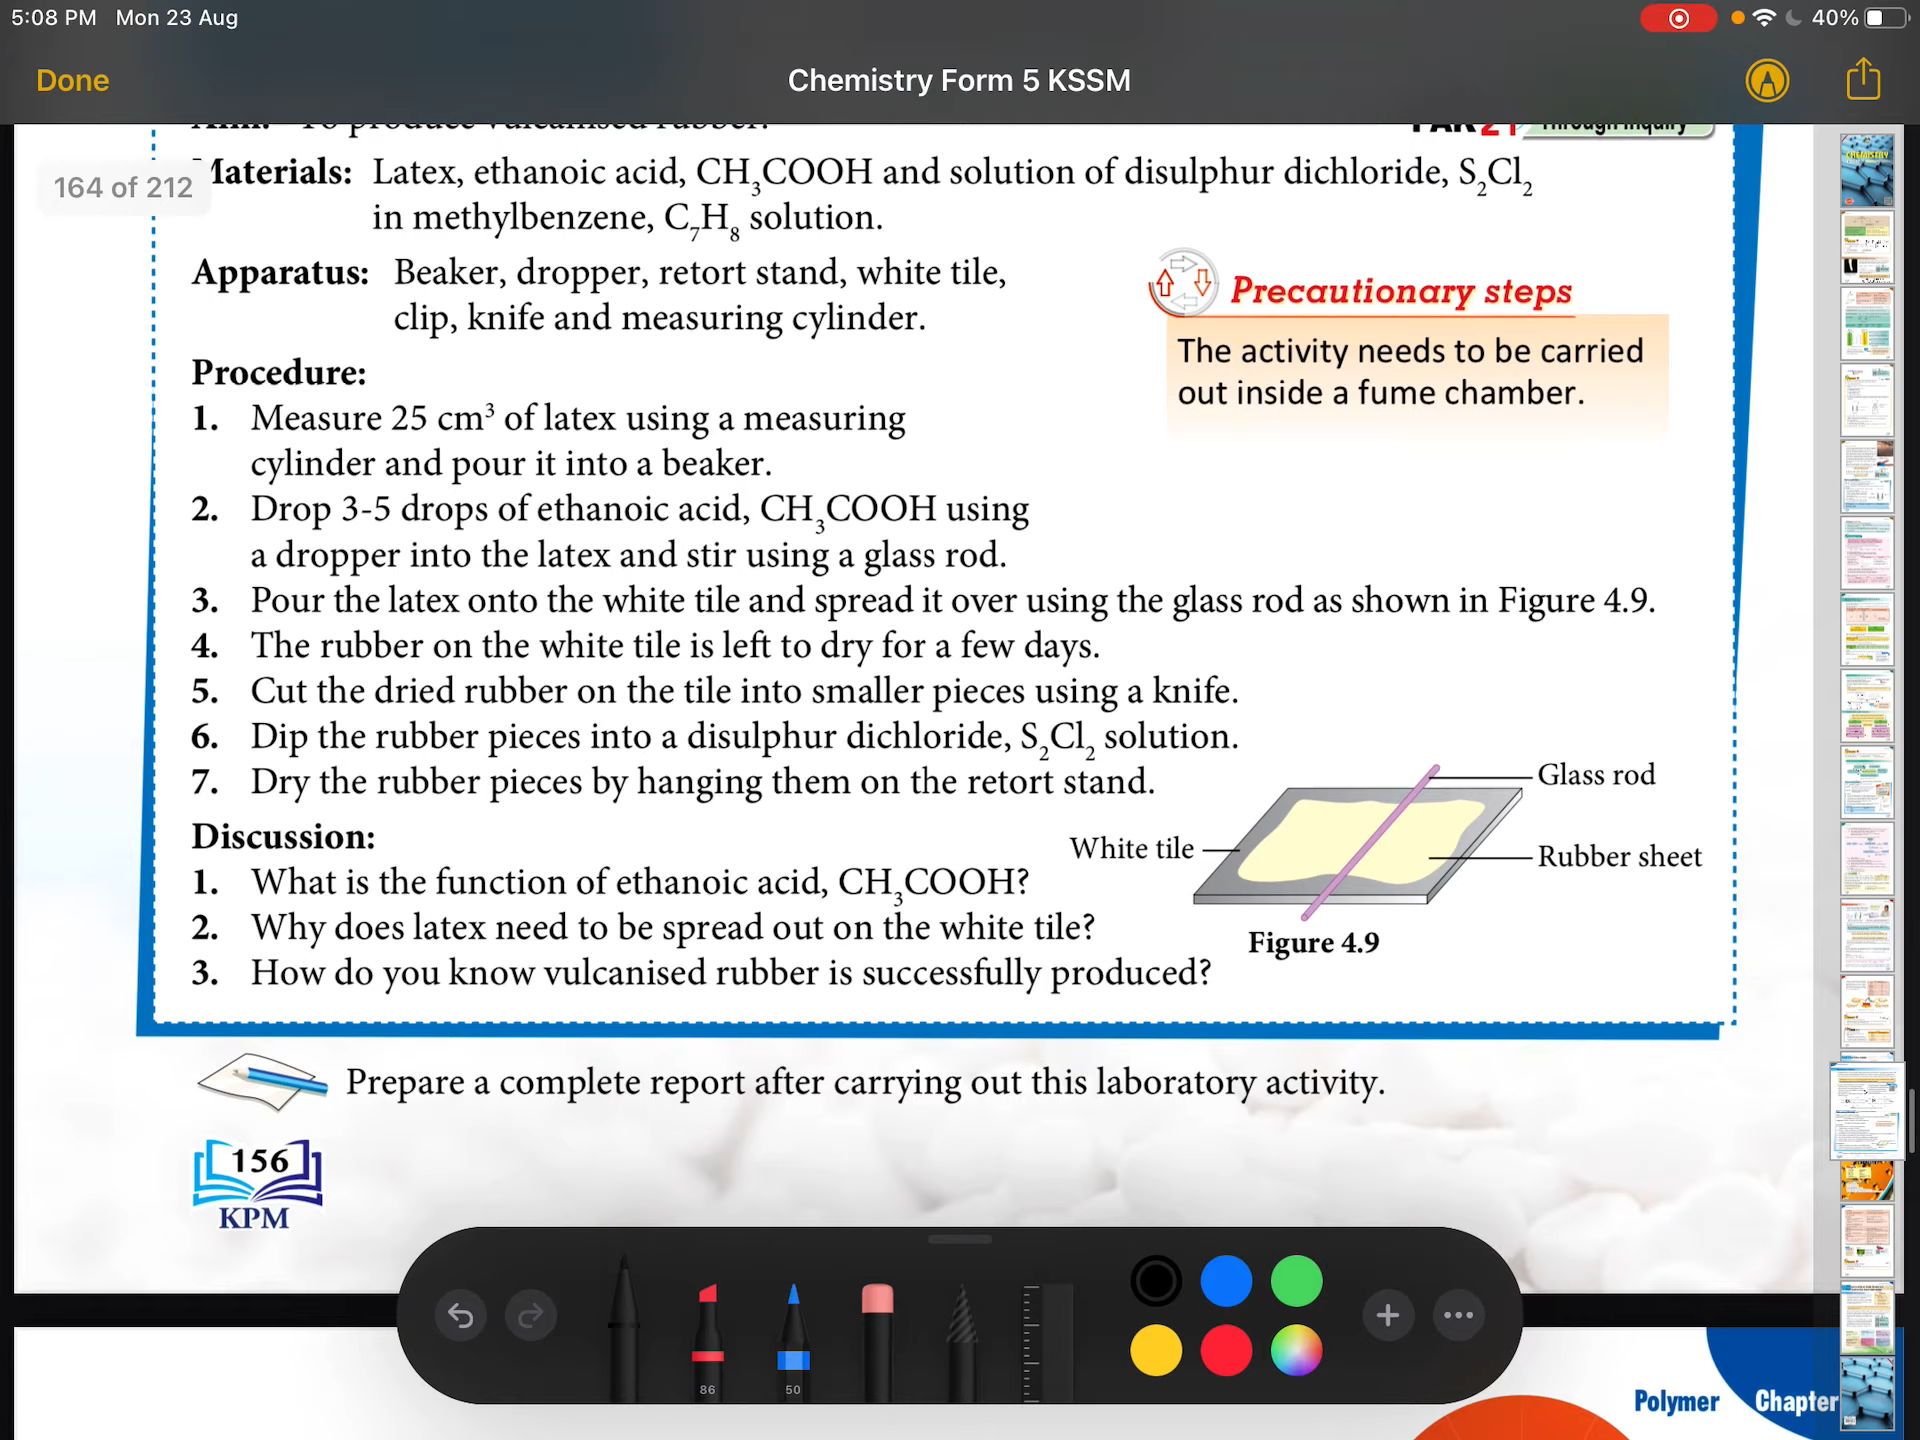 5:08 PM Mon 23 Aug
40%
Done
Chemistry Form 5 KSSM
Aim: To produce vulcanised rubber.
PAK 21 Through Inquiry
164 of 212
Materials: Latex, ethanoic acid, CH₃COOH and solution of disulphur dichloride, S₂Cl₂
in methylbenzene, C₇H₈ solution.
Apparatus: Beaker, dropper, retort stand, white tile,
clip, knife and measuring cylinder.
Precautionary steps
The activity needs to be carried
out inside a fume chamber.
Procedure:
1. Measure 25 cm³ of latex using a measuring
cylinder and pour it into a beaker.
2. Drop 3-5 drops of ethanoic acid, CH₃COOH using
a dropper into the latex and stir using a glass rod.
3. Pour the latex onto the white tile and spread it over using the glass rod as shown in Figure 4.9.
4. The rubber on the white tile is left to dry for a few days.
5. Cut the dried rubber on the tile into smaller pieces using a knife.
6. Dip the rubber pieces into a disulphur dichloride, S₂Cl₂ solution.
7. Dry the rubber pieces by hanging them on the retort stand.
Glass rod
White tile
Rubber sheet
Figure 4.9
Discussion:
1. What is the function of ethanoic acid, CH₃COOH?
2. Why does latex need to be spread out on the white tile?
3. How do you know vulcanised rubber is successfully produced?
Prepare a complete report after carrying out this laboratory activity.
156
KPM
86
50
Polymer Chapter
CHEMISTRY